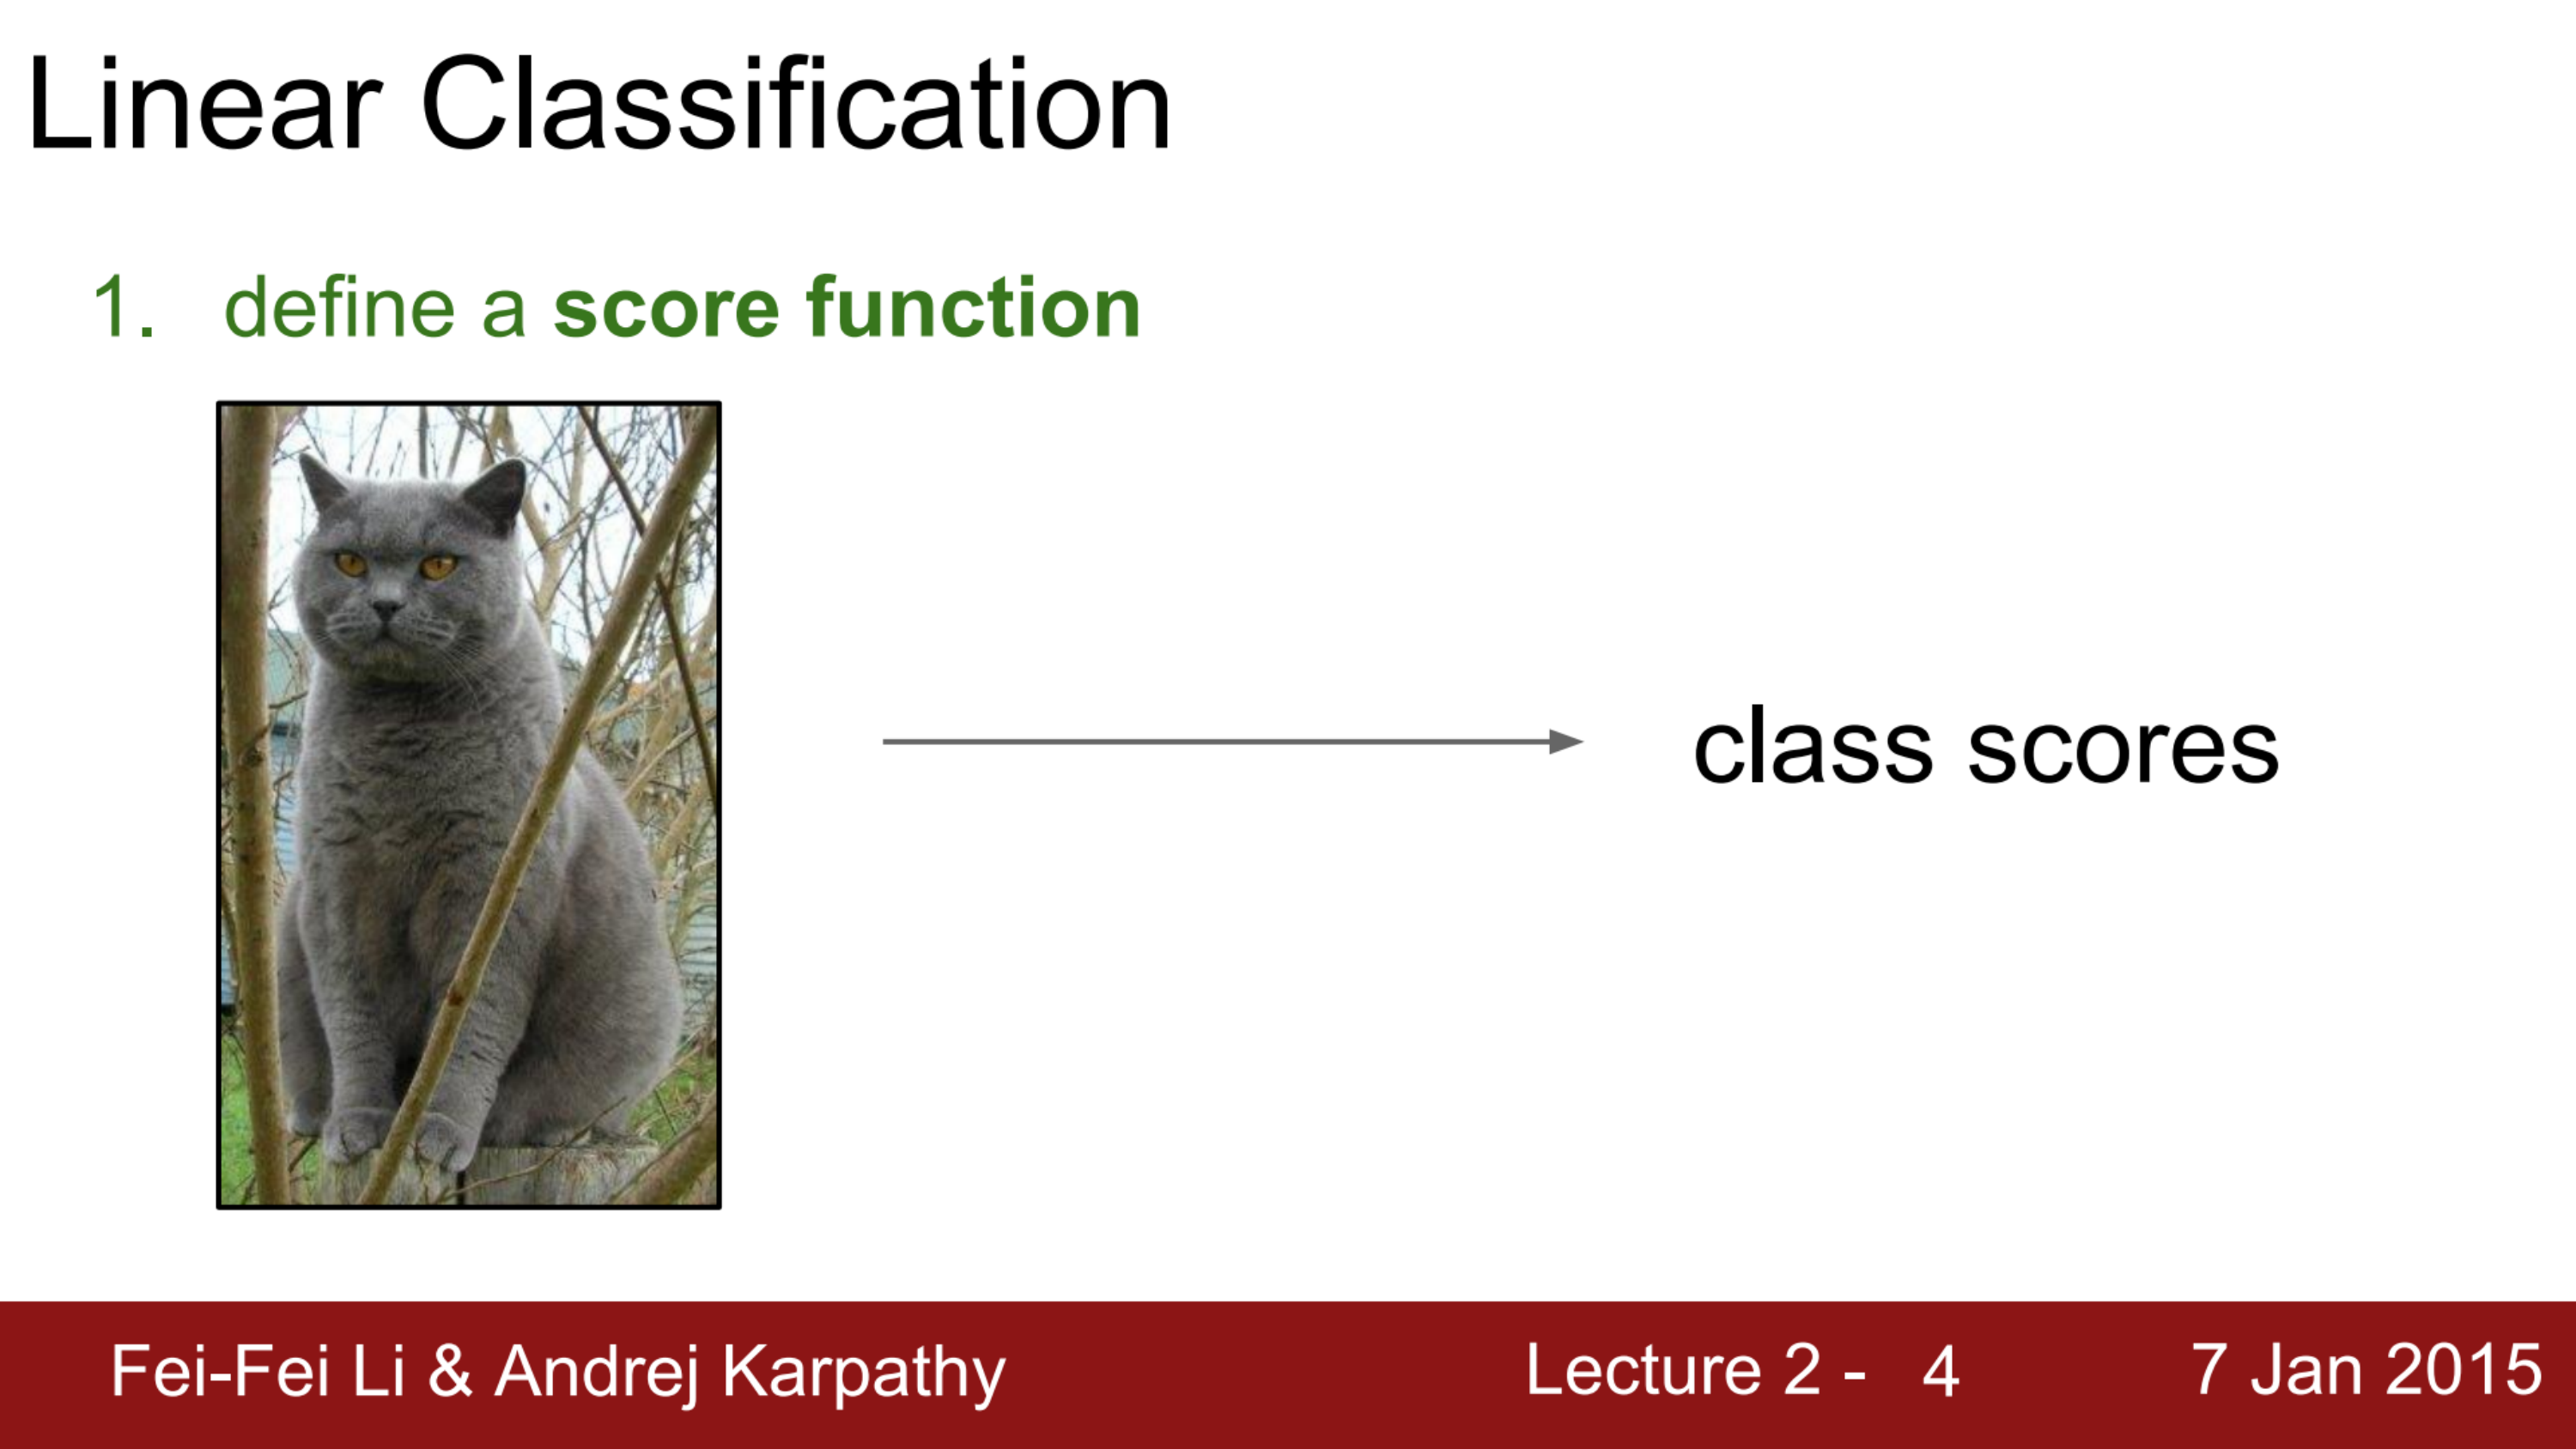 Linear Classification
1. define a score function
class scores
Fei-Fei Li & Andrej Karpathy
Lecture 2 - 4
7 Jan 2015